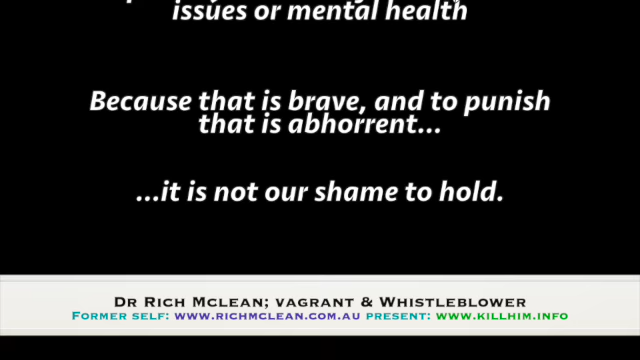 issues or mental health
Because that is brave, and to punish
that is abhorrent...
...it is not our shame to hold.
Dr Rich Mclean; vagrant & Whistleblower
Former self: www.richmclean.com.au present: www.killhim.info